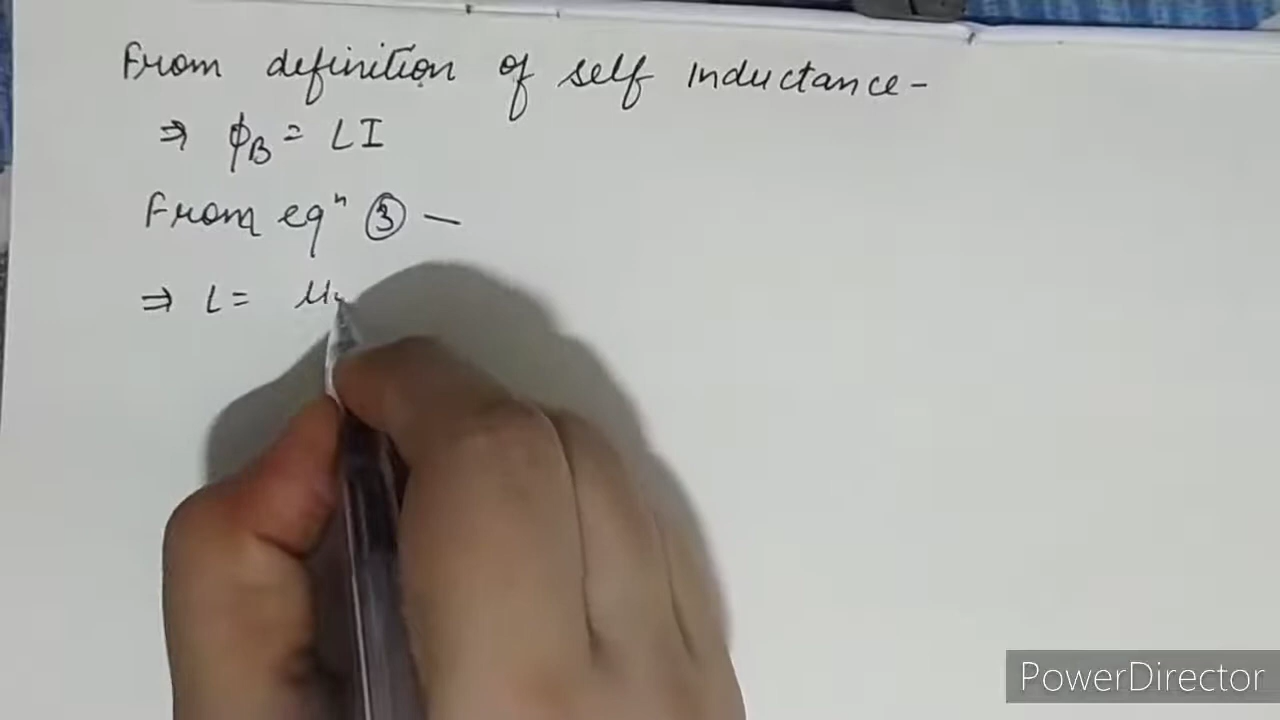 From definition of self inductance -
⇒ ϕB = LI
From eqⁿ ③ —
⇒ L = μ
PowerDirector